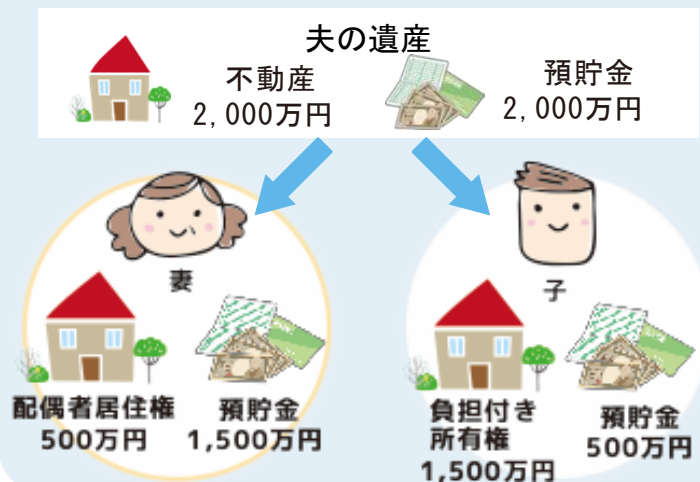 夫の遺産
不動産
2,000万円
預貯金
2,000万円
妻
配偶者居住権
500万円
預貯金
1,500万円
子
負担付き
所有権
1,500万円
預貯金
500万円